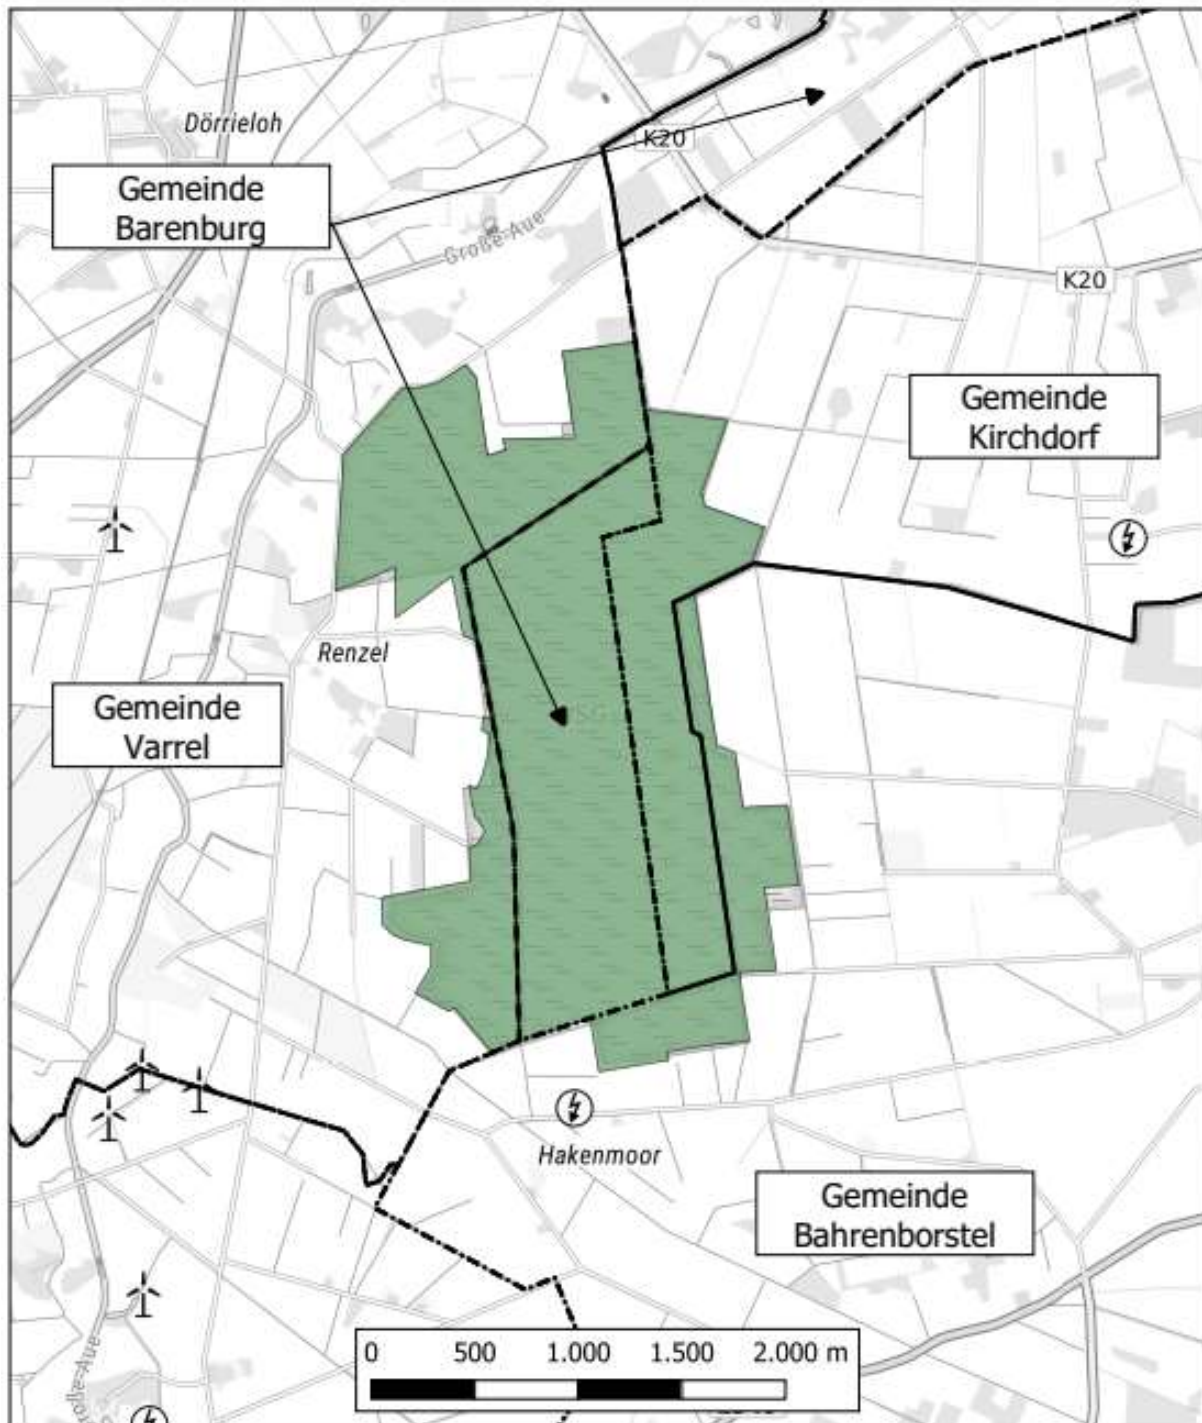 Dörrieloh
K20
Gemeinde
Barenburg
Große Aue
K20
Gemeinde
Kirchdorf
Renzel
Gemeinde
Varrel
Hakenmoor
Gemeinde
Bahrenborstel
0 500 1.000 1.500 2.000 m